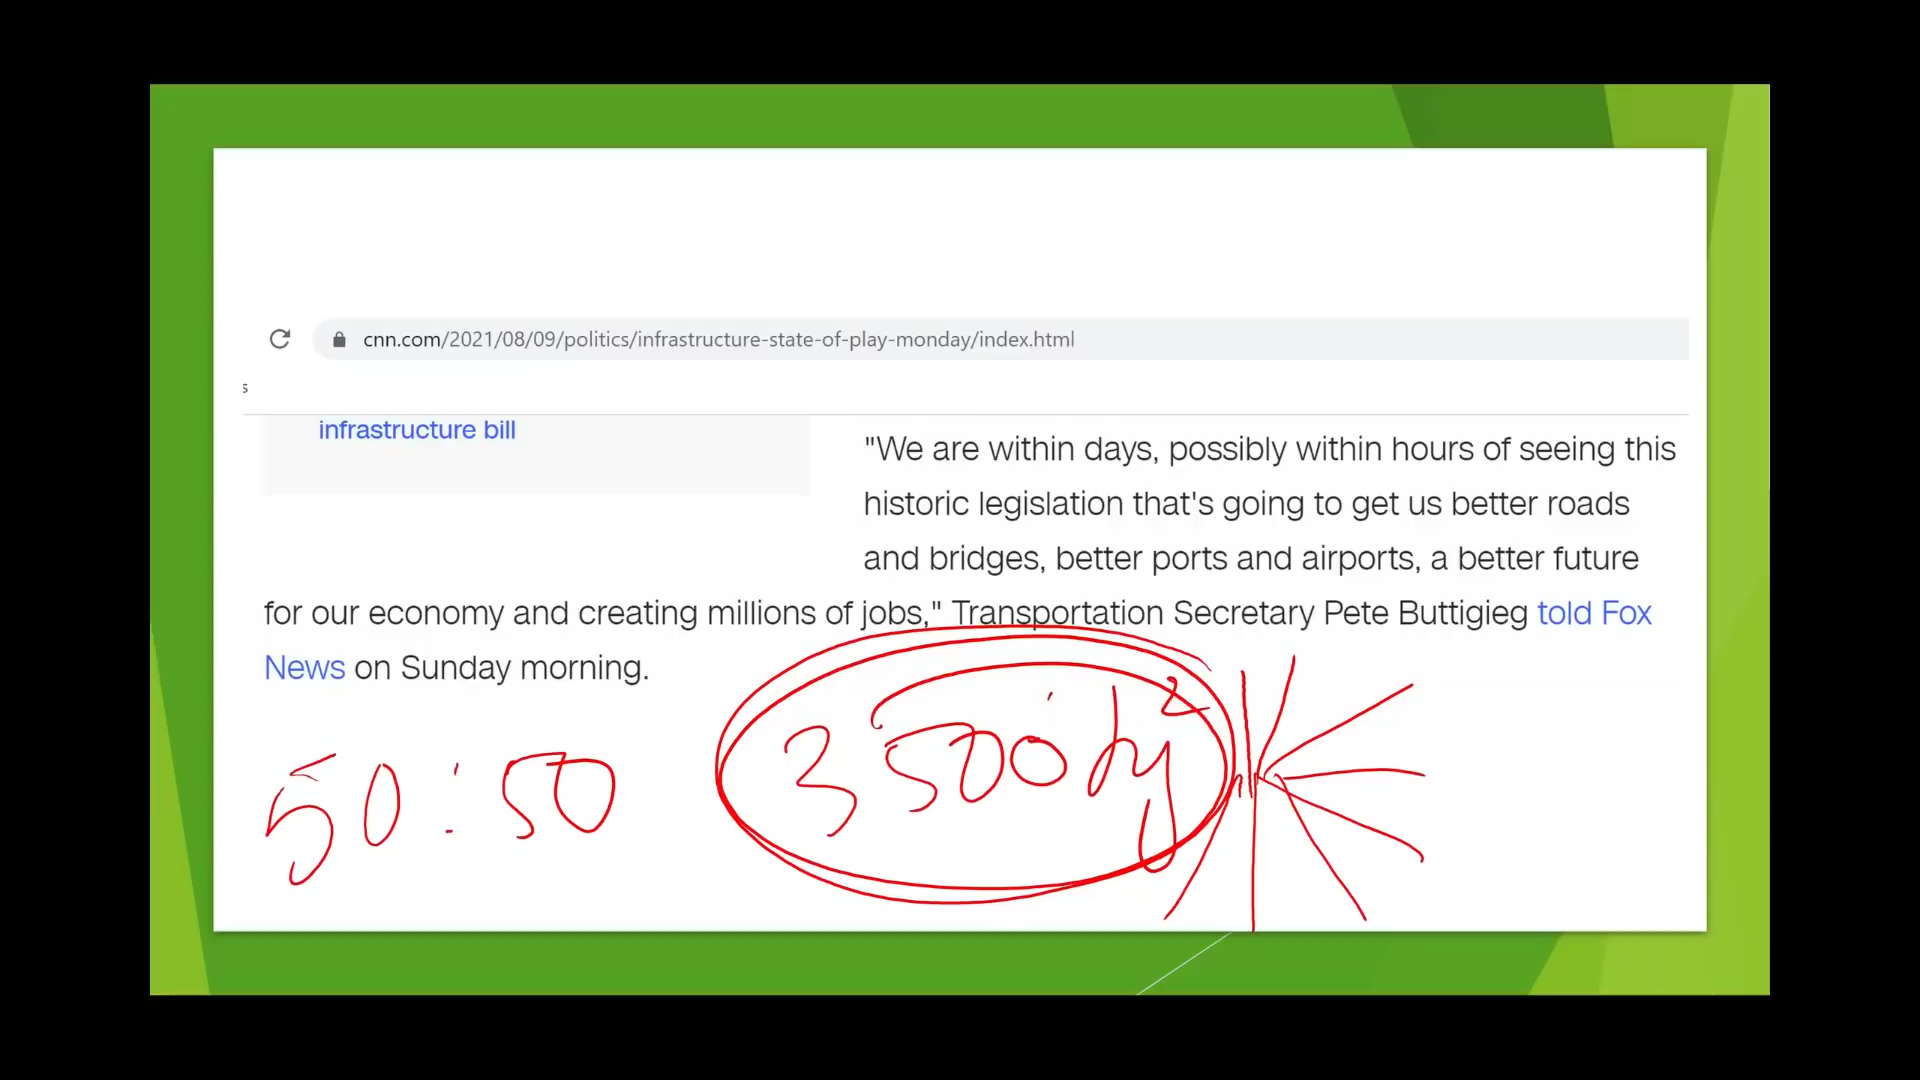 cnn.com/2021/08/09/politics/infrastructure-state-of-play-monday/index.html
s
infrastructure bill
"We are within days, possibly within hours of seeing this
historic legislation that's going to get us better roads
and bridges, better ports and airports, a better future
for our economy and creating millions of jobs," Transportation Secretary Pete Buttigieg told Fox
News on Sunday morning.
50:50 3500